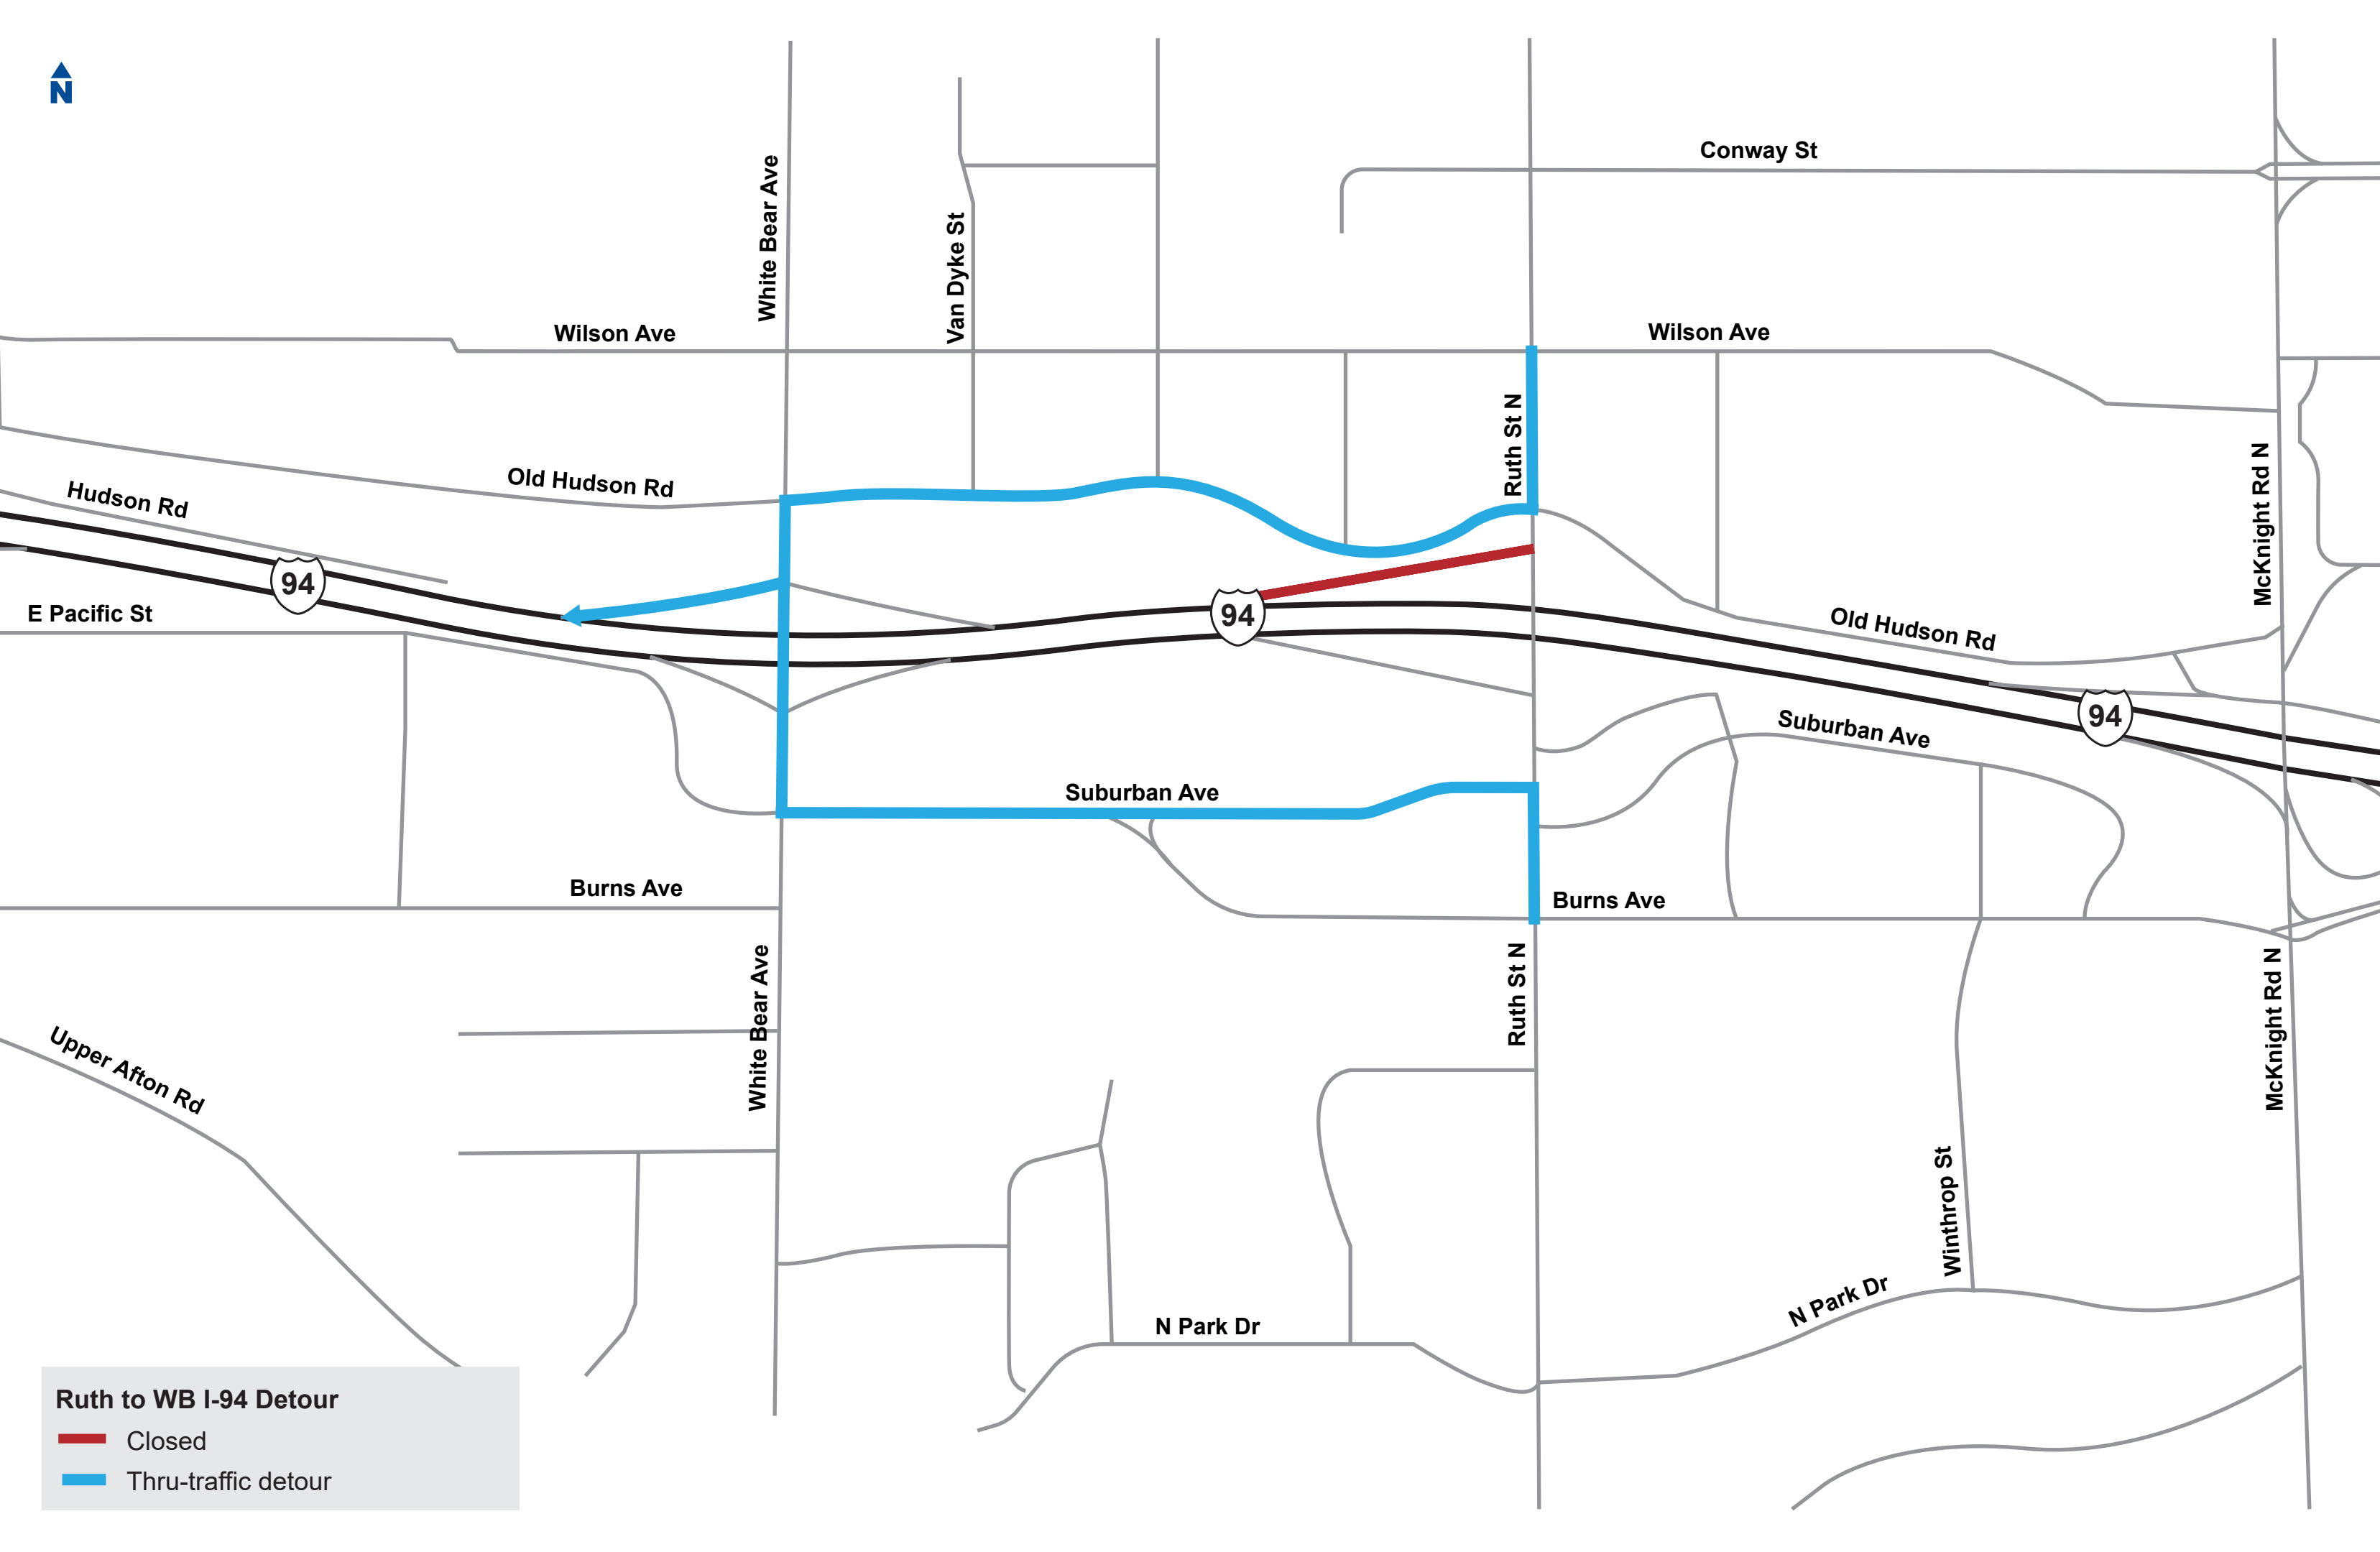 N
Conway St
White Bear Ave
Van Dyke St
Wilson Ave
Wilson Ave
Ruth St N
McKnight Rd N
Old Hudson Rd
Hudson Rd
94
94
E Pacific St
Old Hudson Rd
94
Suburban Ave
Suburban Ave
Burns Ave
Burns Ave
White Bear Ave
Ruth St N
McKnight Rd N
Upper Afton Rd
Winthrop St
N Park Dr
N Park Dr
Ruth to WB I-94 Detour
Closed
Thru-traffic detour